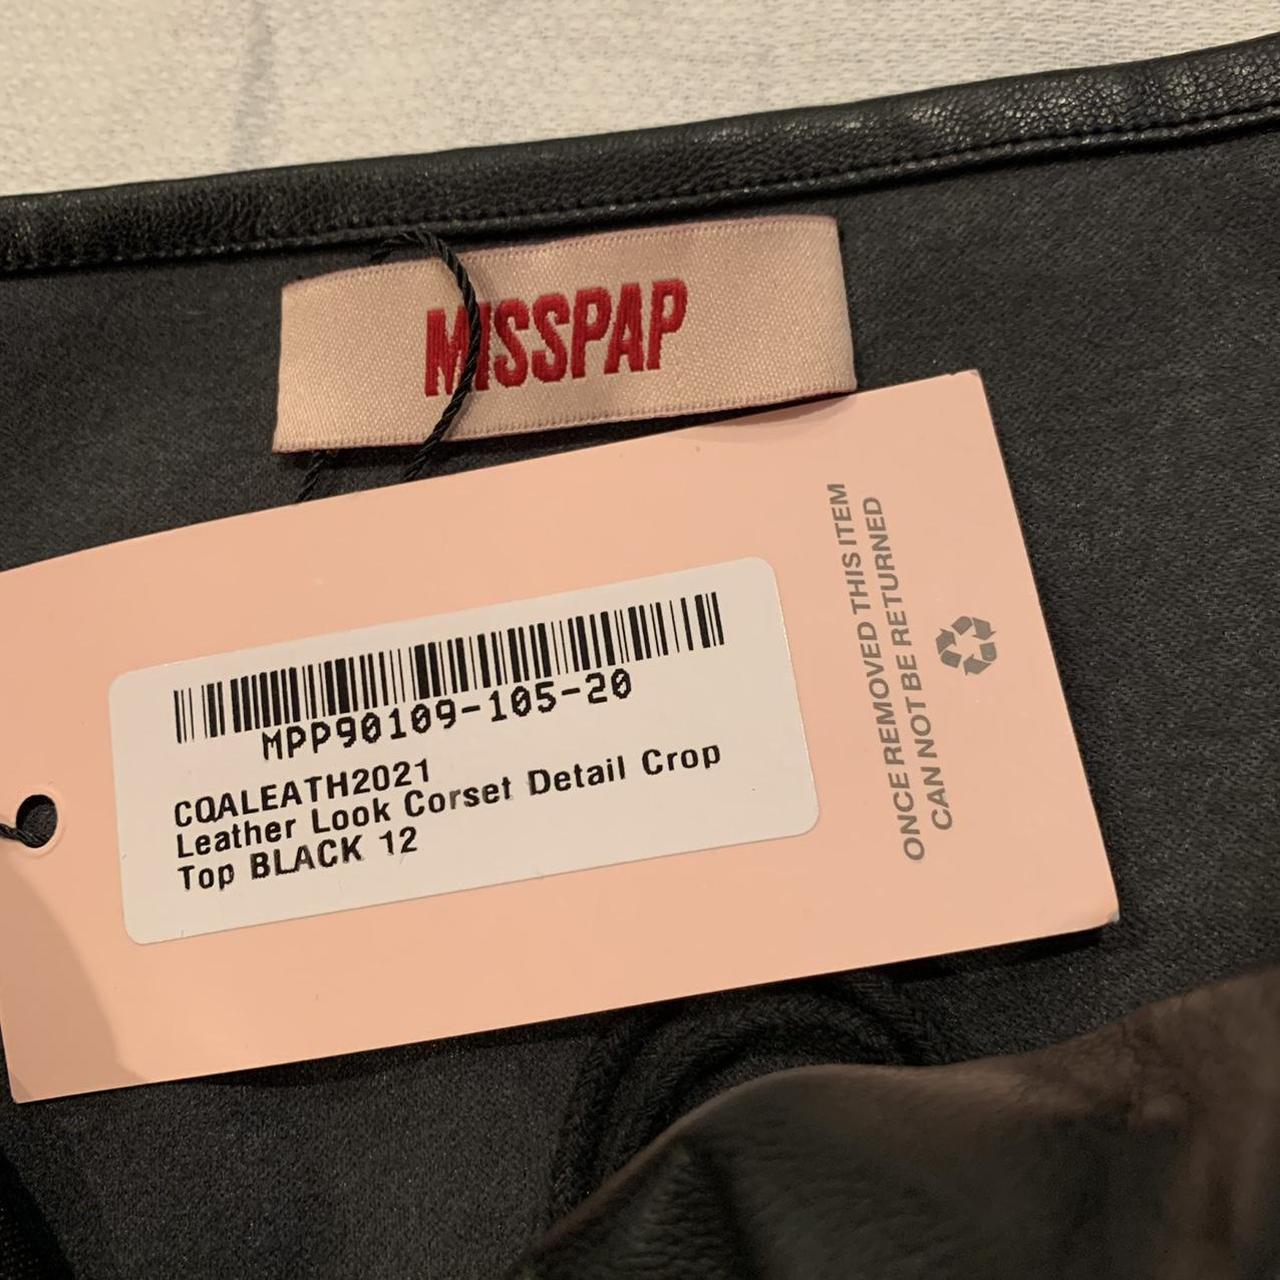 MISSPAP
MPP90109-105-20
COALEATH2021
Leather Look Corset Detail Crop
Top BLACK 12
ONCE REMOVED THIS ITEM
CAN NOT BE RETURNED